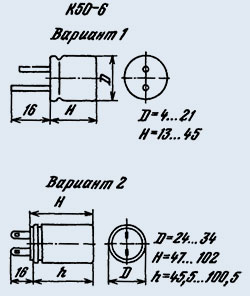 К50-6
Вариант 1
D
16
H
D=4...21
H=13...45
Вариант 2
H
D=24...34
H=47...102
h=45,5...100,5
16
h
D